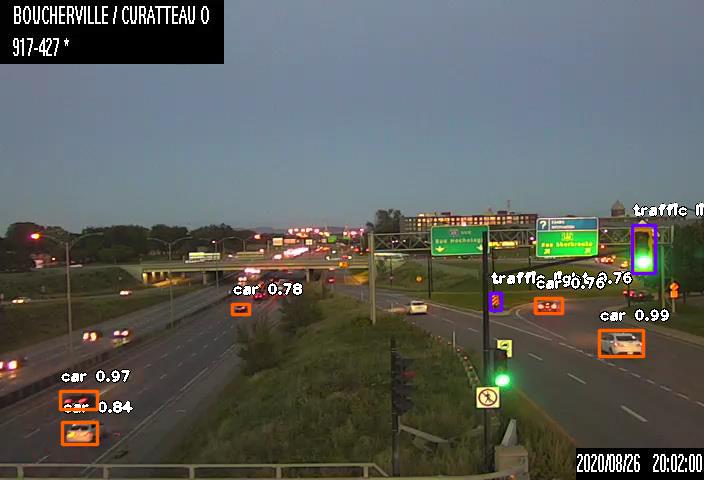 BOUCHERVILLE / CURATTEAU O
917-427 *
traffic
Rue Hochelaga
Rue Sherbrooke
traffic light 0.76
car 0.76
car 0.78
car 0.99
car 0.97
car 0.84
2020/08/26 20:02:00